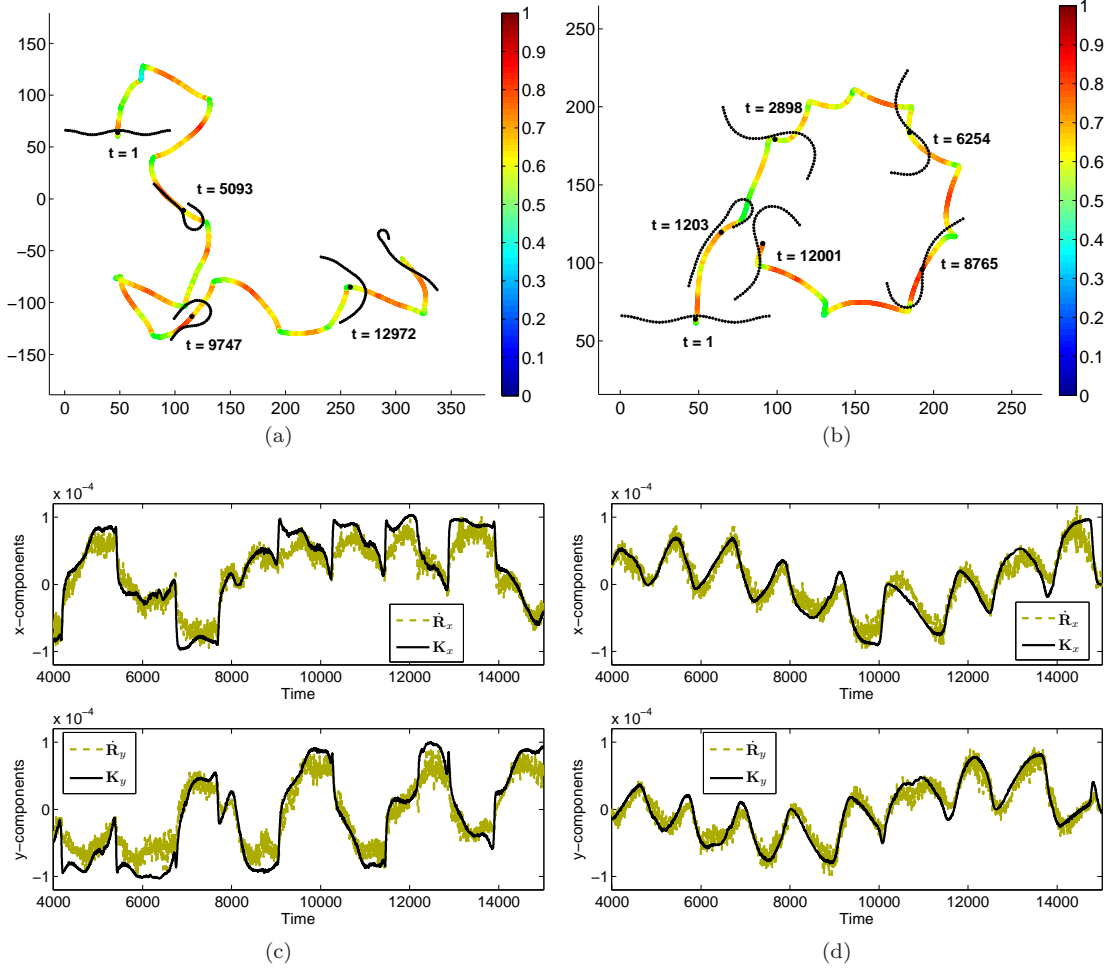 150
100
50
0
−50
−100
−150
0 50 100 150 200 250 300 350
t = 1
t = 5093
t = 9747
t = 12972
1
0.9
0.8
0.7
0.6
0.5
0.4
0.3
0.2
0.1
0
(a)
250
200
150
100
50
0 50 100 150 200 250
t = 2898
t = 6254
t = 1203
t = 12001
t = 8765
t = 1
1
0.9
0.8
0.7
0.6
0.5
0.4
0.3
0.2
0.1
0
(b)
x 10⁻⁴
1
0
−1
x−components
Ṙₓ
Kₓ
4000 6000 8000 10000 12000 14000
Time
x 10⁻⁴
1
0
−1
y−components
Ṙ_y
K_y
4000 6000 8000 10000 12000 14000
Time
(c)
x 10⁻⁴
1
0
−1
x−components
Ṙₓ
Kₓ
4000 6000 8000 10000 12000 14000
Time
x 10⁻⁴
1
0
−1
y−components
Ṙ_y
K_y
4000 6000 8000 10000 12000 14000
Time
(d)